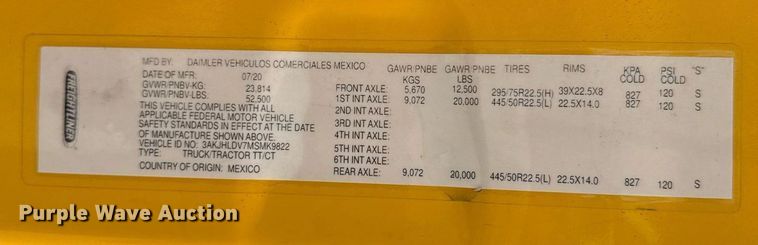 FREIGHTLINER
MFD BY: DAIMLER VEHICULOS COMERCIALES MEXICO
DATE OF MFR: 07/20
GVWR/PNBV-KG: 23,814
GVWR/PNBV-LBS: 52,500
THIS VEHICLE COMPLIES WITH ALL
APPLICABLE FEDERAL MOTOR VEHICLE
SAFETY STANDARDS IN EFFECT AT THE DATE
OF MANUFACTURE SHOWN ABOVE.
VEHICLE ID NO: 3AKJHLDV7MSMK9822
TYPE: TRUCK/TRACTOR TT/CT
COUNTRY OF ORIGIN: MEXICO
GAWR/PNBE KGS GAWR/PNBE LBS TIRES RIMS KPA COLD PSI COLD "S"
FRONT AXLE: 5,670 12,500 295/75R22.5(H) 39X22.5X8 827 120 S
1ST INT AXLE: 9,072 20,000 445/50R22.5(L) 22.5X14.0 827 120 S
2ND INT AXLE:
3RD INT AXLE:
4TH INT AXLE:
5TH INT AXLE:
6TH INT AXLE:
REAR AXLE: 9,072 20,000 445/50R22.5(L) 22.5X14.0 827 120 S
Purple Wave Auction